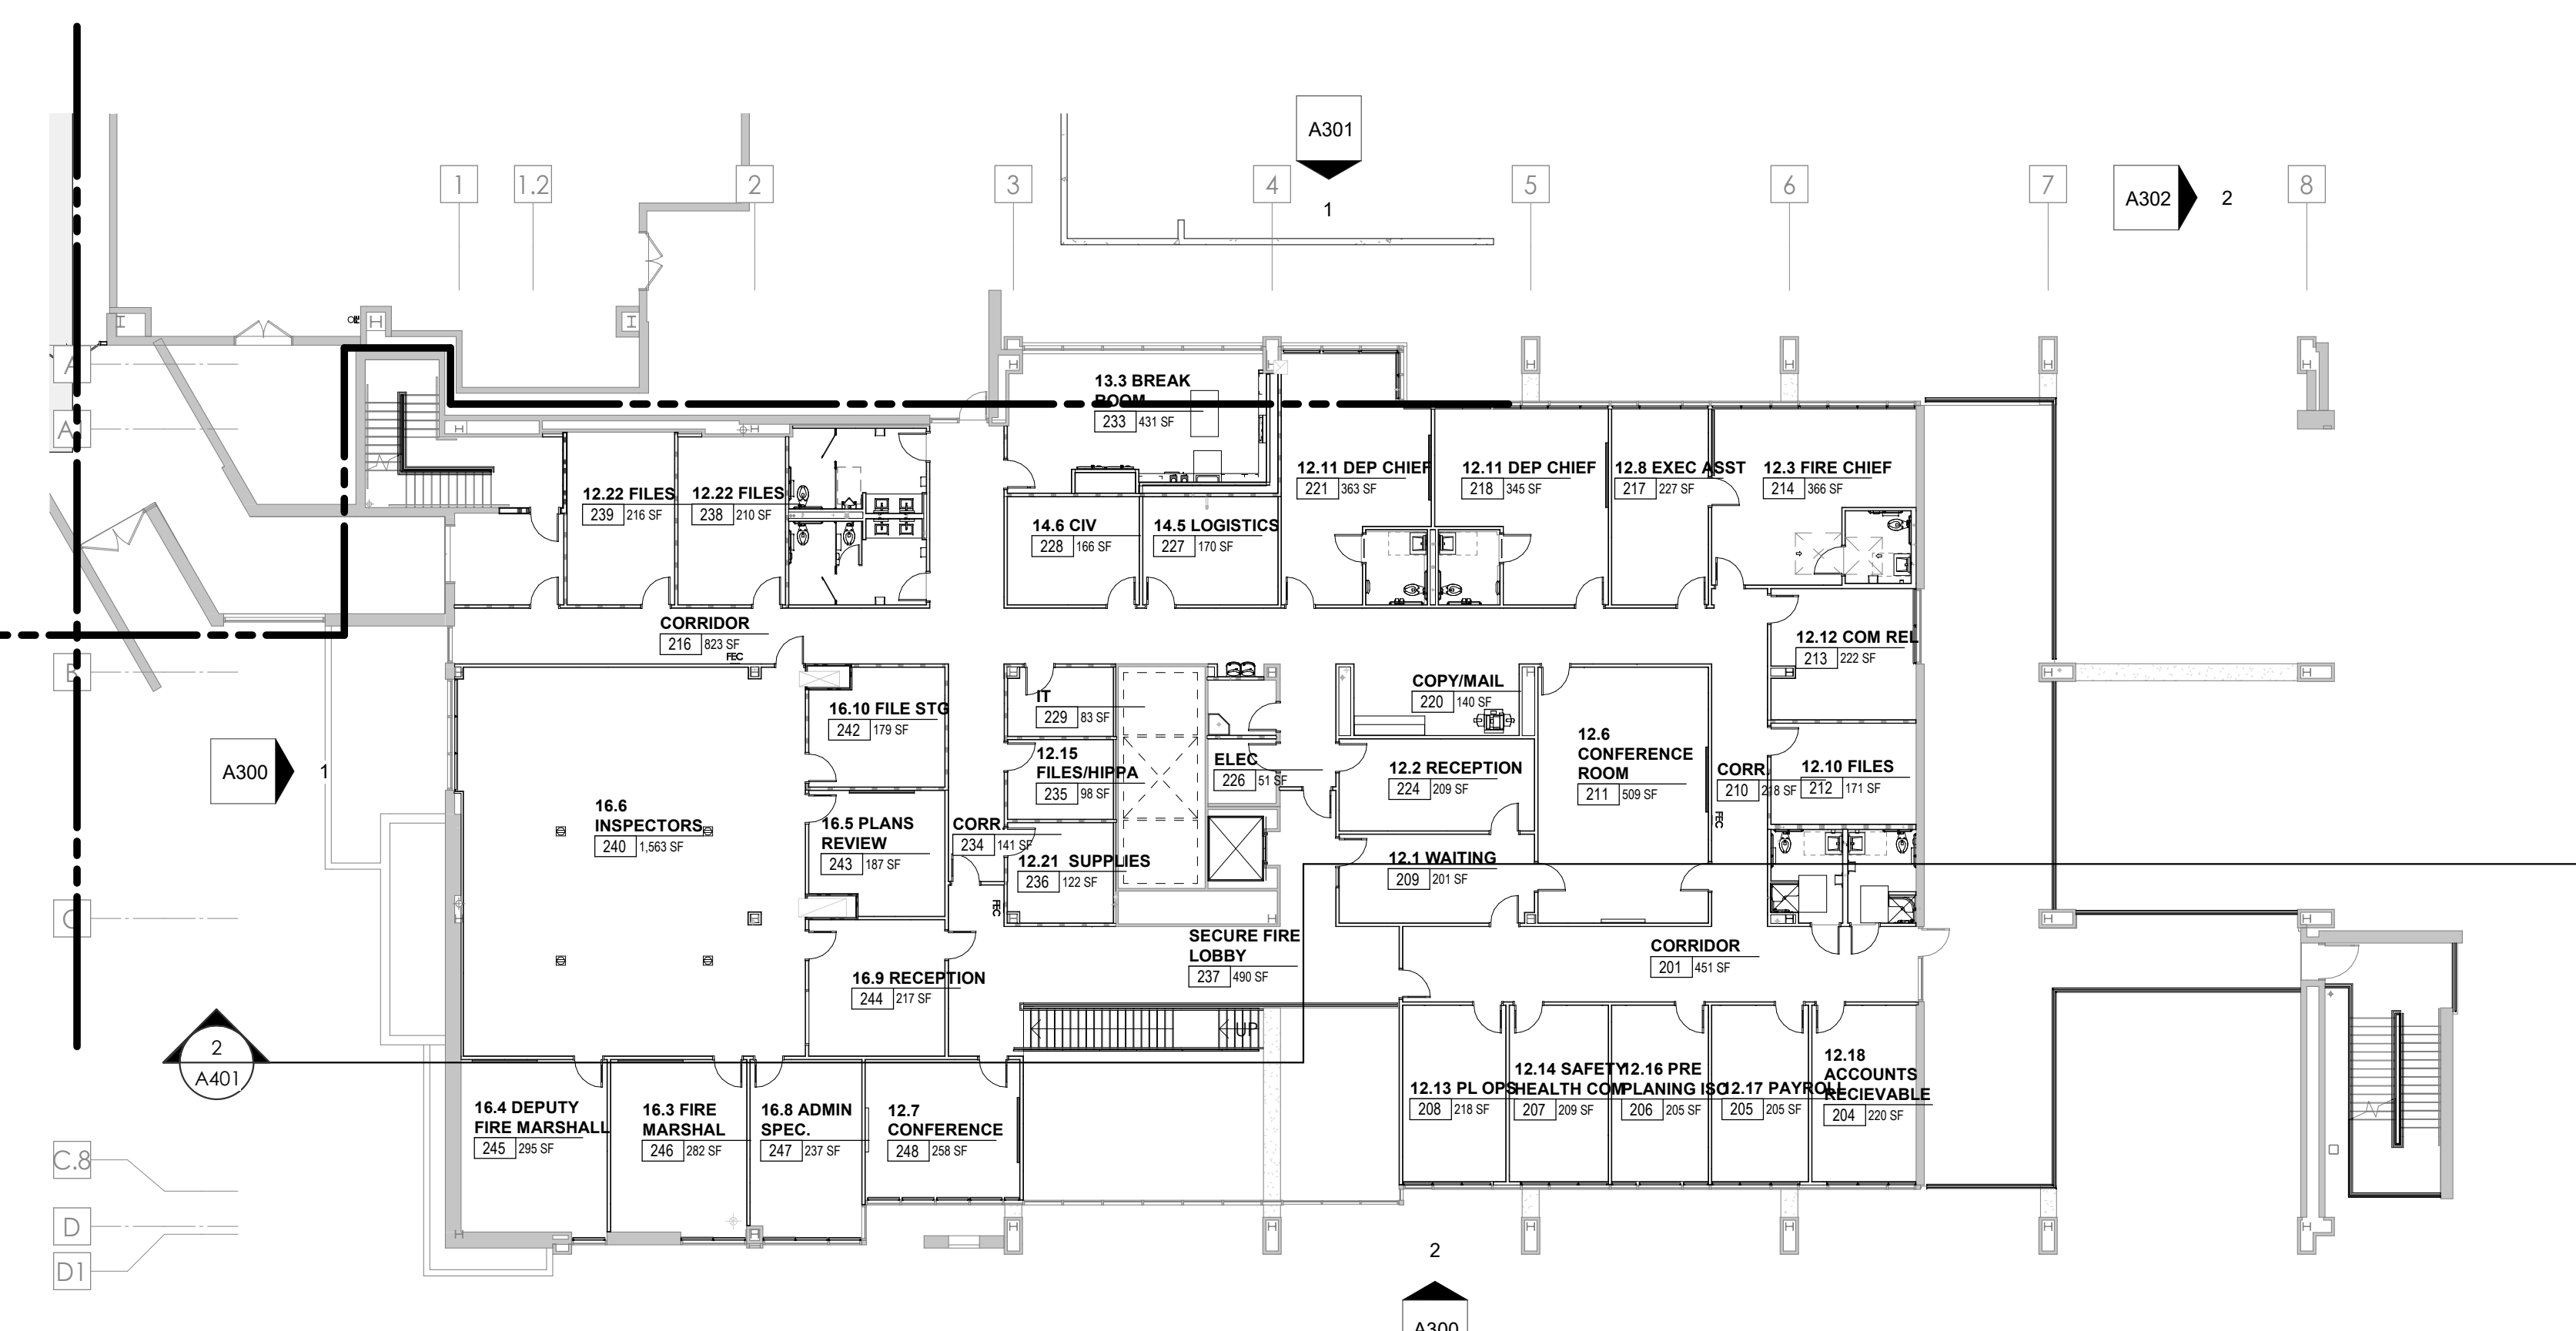 A301
1
1
1.2
2
3
4
5
6
7
8
A302
2
A
A
B
C
C.8
D
D1
13.3 BREAK
ROOM
233 431 SF
12.22 FILES
239 216 SF
12.22 FILES
238 210 SF
14.6 CIV
228 166 SF
14.5 LOGISTICS
227 170 SF
12.11 DEP CHIEF
221 363 SF
12.11 DEP CHIEF
218 345 SF
12.8 EXEC ASST
217 227 SF
12.3 FIRE CHIEF
214 366 SF
CORRIDOR
216 823 SF
FEC
12.12 COM REL
213 222 SF
16.10 FILE STG
242 179 SF
IT
229 83 SF
COPY/MAIL
220 140 SF
12.6
CONFERENCE
ROOM
211 509 SF
12.15
FILES/HIPPA
235 98 SF
ELEC
226 51 SF
12.2 RECEPTION
224 209 SF
CORR.
210 218 SF
FEC
12.10 FILES
212 171 SF
A300
1
16.6
INSPECTORS
240 1,563 SF
16.5 PLANS
REVIEW
243 187 SF
CORR.
234 141 SF
12.21 SUPPLIES
236 122 SF
FEC
12.1 WAITING
209 201 SF
SECURE FIRE
LOBBY
237 490 SF
CORRIDOR
201 451 SF
16.9 RECEPTION
244 217 SF
UP
2
A401
16.4 DEPUTY
FIRE MARSHALL
245 295 SF
16.3 FIRE
MARSHAL
246 282 SF
16.8 ADMIN
SPEC.
247 237 SF
12.7
CONFERENCE
248 258 SF
12.13 PL OPS
208 218 SF
12.14 SAFETY
HEALTH COM
207 209 SF
12.16 PRE
PLANING ISO
206 205 SF
12.17 PAYROLL
205 205 SF
12.18
ACCOUNTS
RECIEVABLE
204 220 SF
2
A300